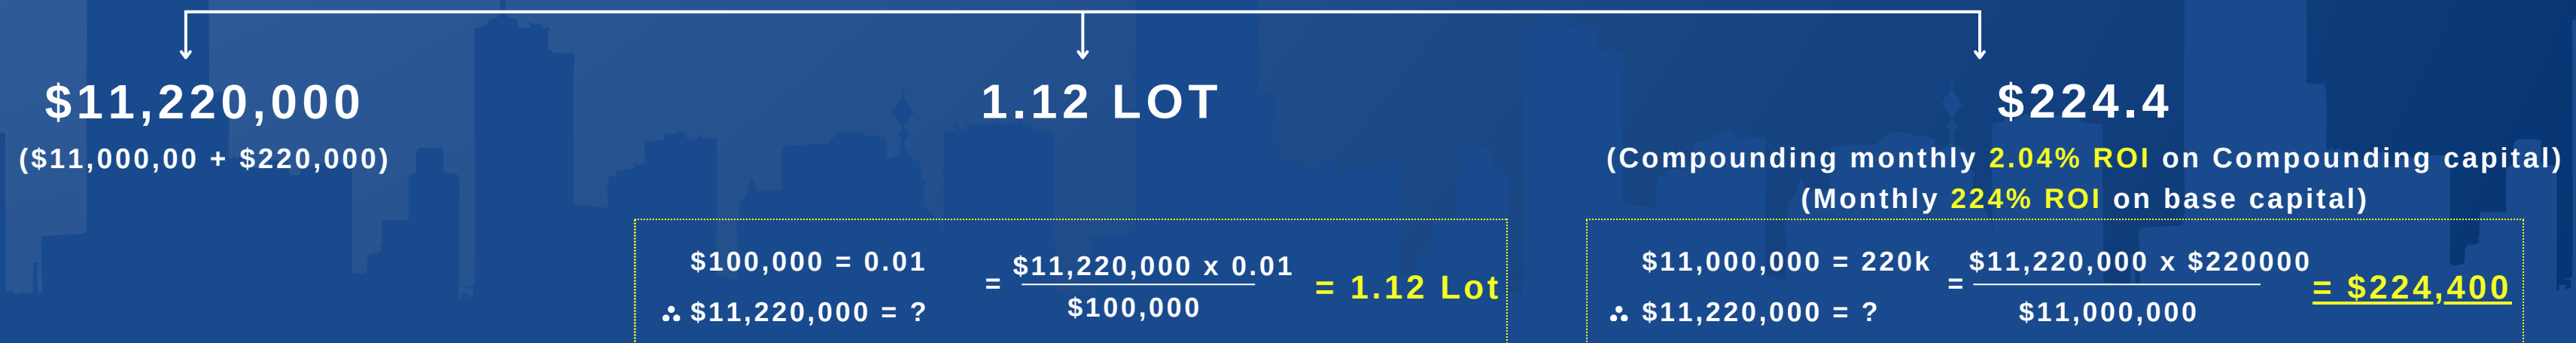 $11,220,000
($11,000,00 + $220,000)
1.12 LOT
$100,000 = 0.01
∴ $11,220,000 = ?
= $11,220,000 x 0.01
$100,000
= 1.12 Lot
$224.4
(Compounding monthly 2.04% ROI on Compounding capital)
(Monthly 224% ROI on base capital)
$11,000,000 = 220k
∴ $11,220,000 = ?
= $11,220,000 x $220000
$11,000,000
= $224,400